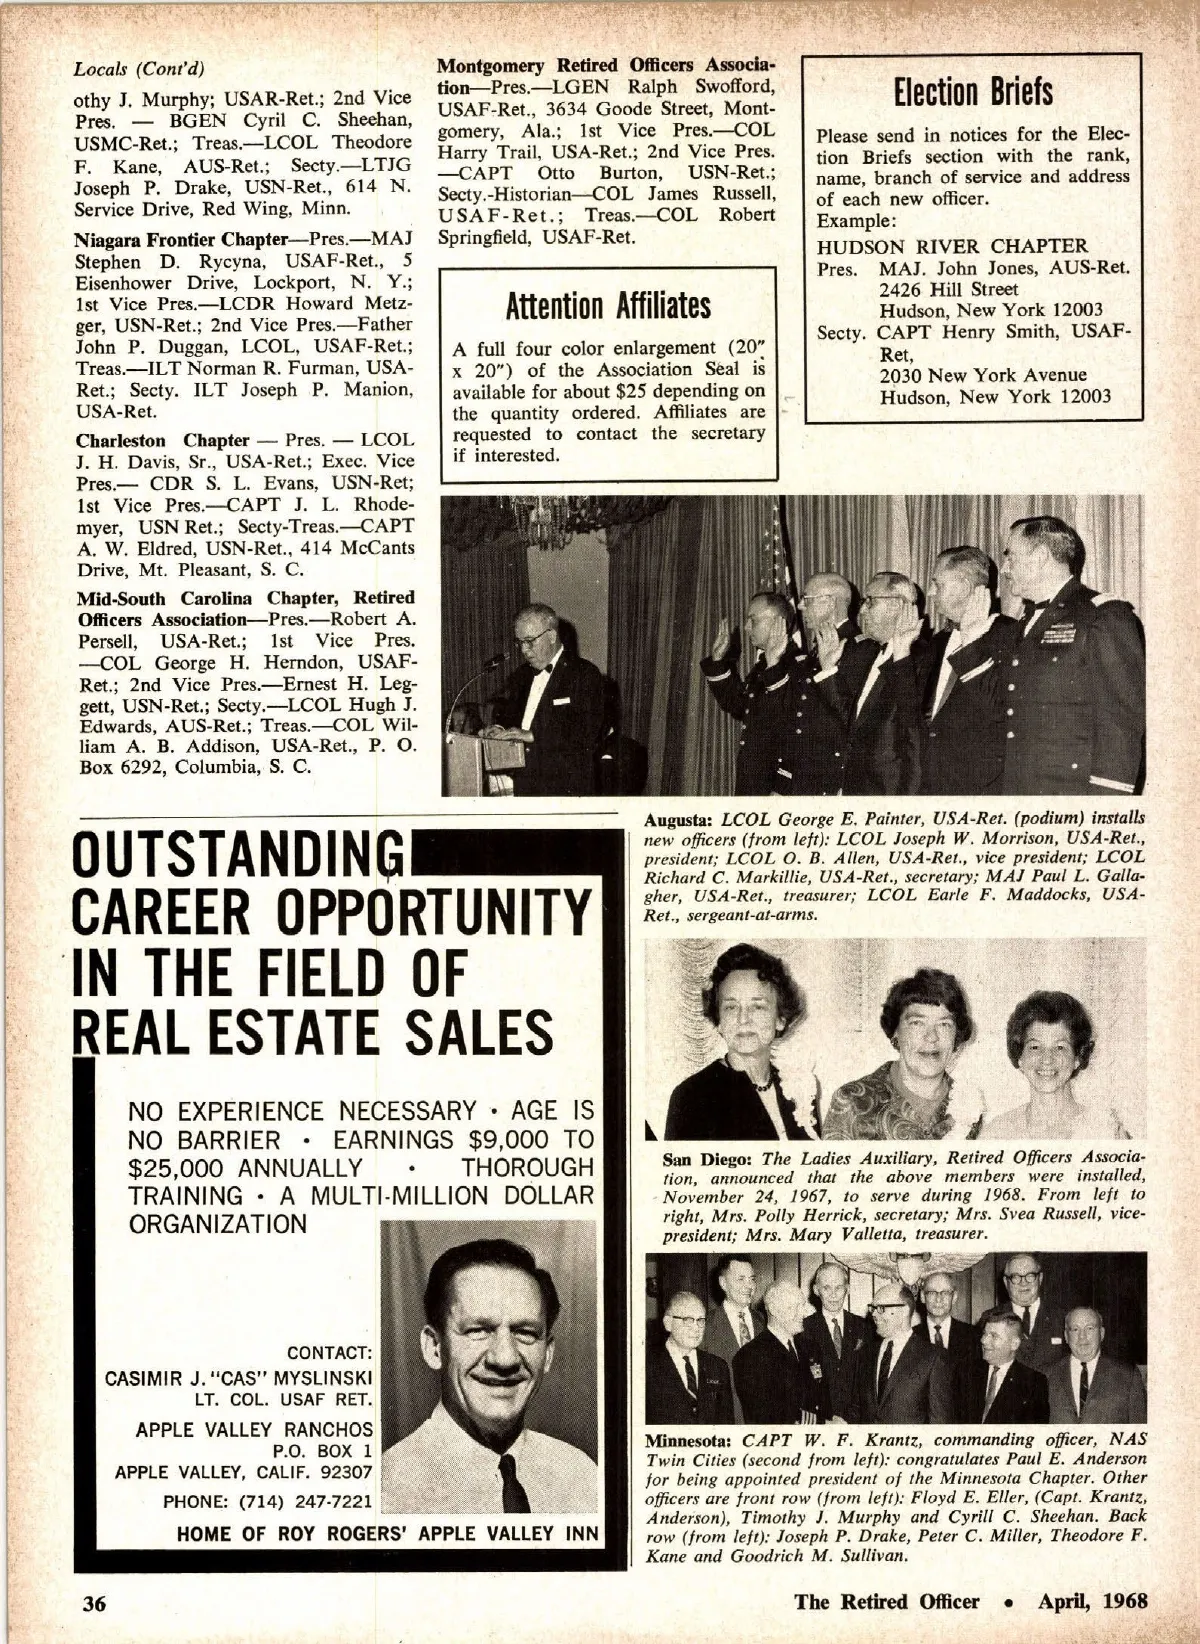 Locals (Cont'd)
othy J. Murphy; USAR-Ret.; 2nd Vice
Pres. — BGEN Cyril C. Sheehan,
USMC-Ret.; Treas.—LCOL Theodore
F. Kane, AUS-Ret.; Secty.—LTJG
Joseph P. Drake, USN-Ret., 614 N.
Service Drive, Red Wing, Minn.
Niagara Frontier Chapter—Pres.—MAJ
Stephen D. Rycyna, USAF-Ret., 5
Eisenhower Drive, Lockport, N. Y.;
1st Vice Pres.—LCDR Howard Metz-
ger, USN-Ret.; 2nd Vice Pres.—Father
John P. Duggan, LCOL, USAF-Ret.;
Treas.—ILT Norman R. Furman, USA-
Ret.; Secty. ILT Joseph P. Manion,
USA-Ret.
Charleston Chapter — Pres. — LCOL
J. H. Davis, Sr., USA-Ret.; Exec. Vice
Pres.— CDR S. L. Evans, USN-Ret;
1st Vice Pres.—CAPT J. L. Rhode-
myer, USN Ret.; Secty-Treas.—CAPT
A. W. Eldred, USN-Ret., 414 McCants
Drive, Mt. Pleasant, S. C.
Mid-South Carolina Chapter, Retired
Officers Association—Pres.—Robert A.
Persell, USA-Ret.; 1st Vice Pres.
—COL George H. Herndon, USAF-
Ret.; 2nd Vice Pres.—Ernest H. Leg-
gett, USN-Ret.; Secty.—LCOL Hugh J.
Edwards, AUS-Ret.; Treas.—COL Wil-
liam A. B. Addison, USA-Ret., P. O.
Box 6292, Columbia, S. C.
Montgomery Retired Officers Associa-
tion—Pres.—LGEN Ralph Swofford,
USAF-Ret., 3634 Goode Street, Mont-
gomery, Ala.; 1st Vice Pres.—COL
Harry Trail, USA-Ret.; 2nd Vice Pres.
—CAPT Otto Burton, USN-Ret.;
Secty.-Historian—COL James Russell,
USAF-Ret.; Treas.—COL Robert
Springfield, USAF-Ret.
Attention Affiliates
A full four color enlargement (20"
x 20") of the Association Seal is
available for about $25 depending on
the quantity ordered. Affiliates are
requested to contact the secretary
if interested.
Election Briefs
Please send in notices for the Elec-
tion Briefs section with the rank,
name, branch of service and address
of each new officer.
Example:
HUDSON RIVER CHAPTER
Pres. MAJ. John Jones, AUS-Ret.
2426 Hill Street
Hudson, New York 12003
Secty. CAPT Henry Smith, USAF-
Ret,
2030 New York Avenue
Hudson, New York 12003
Augusta: LCOL George E. Painter, USA-Ret. (podium) installs
new officers (from left): LCOL Joseph W. Morrison, USA-Ret.,
president; LCOL O. B. Allen, USA-Ret., vice president; LCOL
Richard C. Markillie, USA-Ret., secretary; MAJ Paul L. Galla-
gher, USA-Ret., treasurer; LCOL Earle F. Maddocks, USA-
Ret., sergeant-at-arms.
San Diego: The Ladies Auxiliary, Retired Officers Associa-
tion, announced that the above members were installed,
November 24, 1967, to serve during 1968. From left to
right, Mrs. Polly Herrick, secretary; Mrs. Svea Russell, vice-
president; Mrs. Mary Valletta, treasurer.
Minnesota: CAPT W. F. Krantz, commanding officer, NAS
Twin Cities (second from left): congratulates Paul E. Anderson
for being appointed president of the Minnesota Chapter. Other
officers are front row (from left): Floyd E. Eller, (Capt. Krantz,
Anderson), Timothy J. Murphy and Cyrill C. Sheehan. Back
row (from left): Joseph P. Drake, Peter C. Miller, Theodore F.
Kane and Goodrich M. Sullivan.
OUTSTANDING
CAREER OPPORTUNITY
IN THE FIELD OF
REAL ESTATE SALES
NO EXPERIENCE NECESSARY • AGE IS
NO BARRIER • EARNINGS $9,000 TO
$25,000 ANNUALLY • THOROUGH
TRAINING • A MULTI-MILLION DOLLAR
ORGANIZATION
CONTACT:
CASIMIR J. "CAS" MYSLINSKI
LT. COL. USAF RET.
APPLE VALLEY RANCHOS
P.O. BOX 1
APPLE VALLEY, CALIF. 92307
PHONE: (714) 247-7221
HOME OF ROY ROGERS' APPLE VALLEY INN
36
The Retired Officer • April, 1968